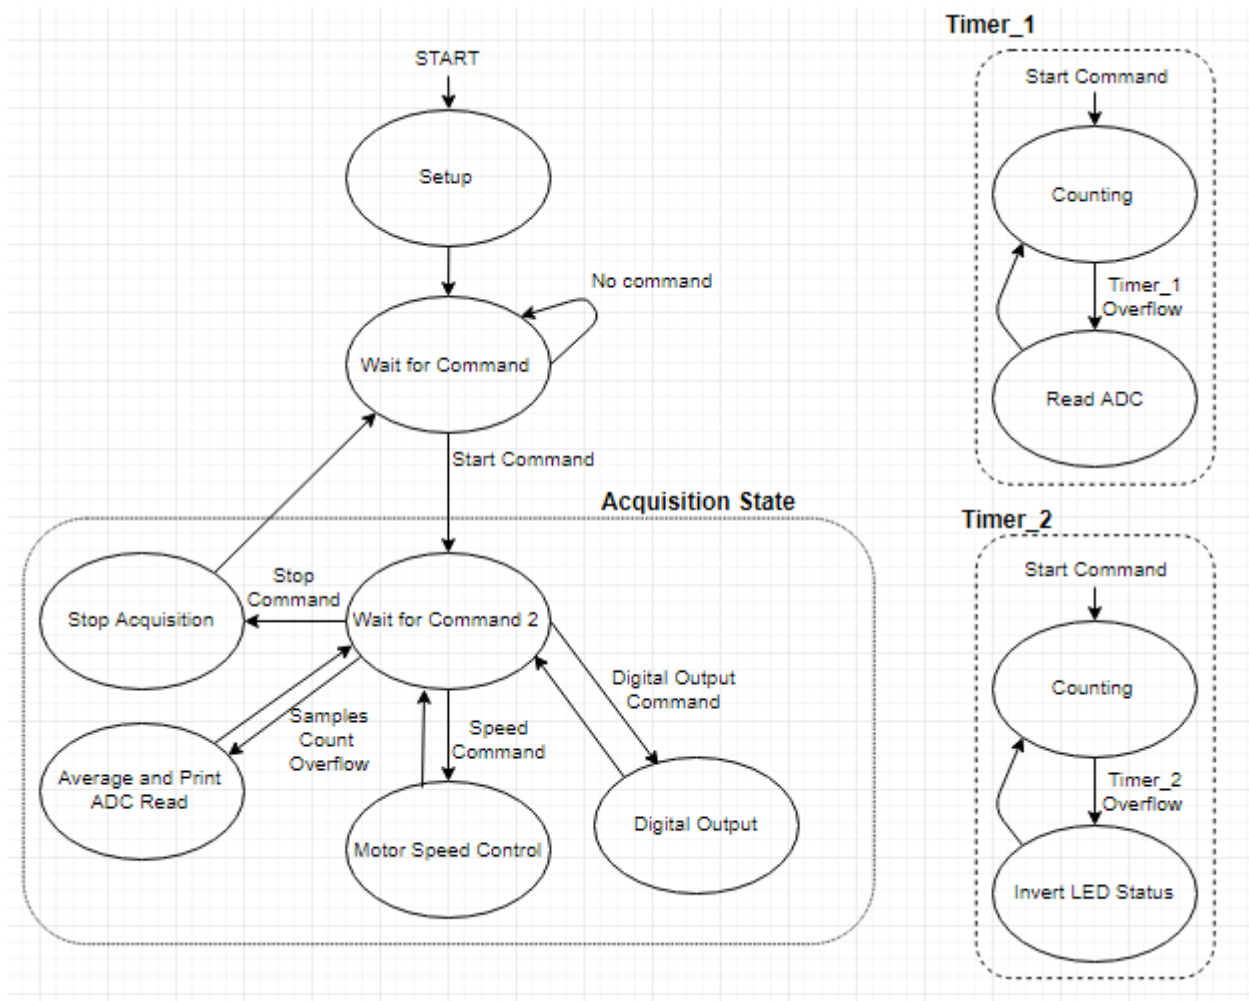 START
Setup
No command
Wait for Command
Start Command
Acquisition State
Stop
Command
Stop Acquisition
Wait for Command 2
Samples
Count
Overflow
Speed
Command
Digital Output
Command
Average and Print
ADC Read
Motor Speed Control
Digital Output
Timer_1
Start Command
Counting
Timer_1
Overflow
Read ADC
Timer_2
Start Command
Counting
Timer_2
Overflow
Invert LED Status